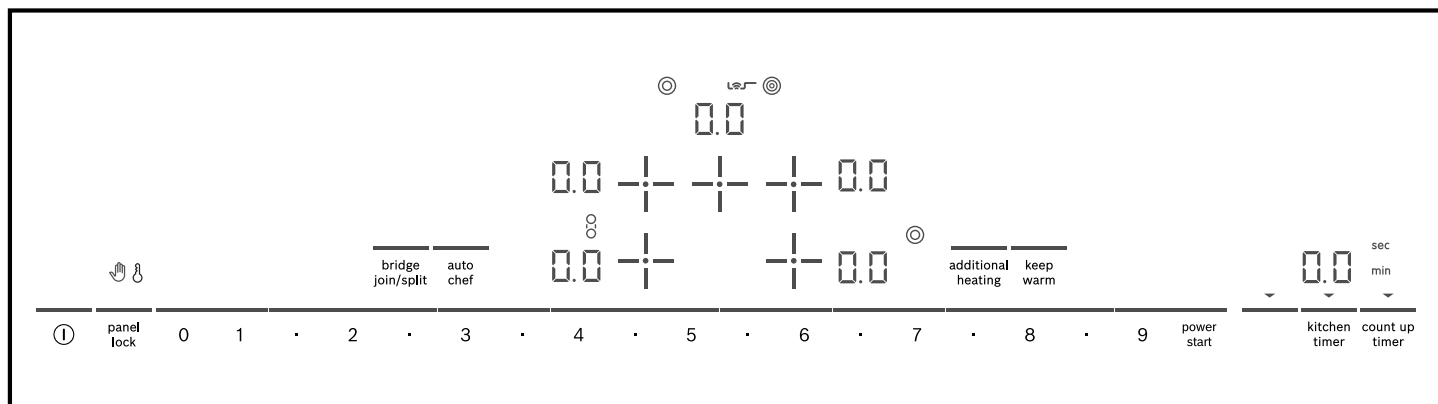 0.0
0.0 0.0
0.0 0.0
bridge join/split
auto chef
additional heating
keep warm
0.0
sec
min
panel lock
0 1 · 2 · 3 · 4 · 5 · 6 · 7 · 8 · 9
power start
kitchen timer
count up timer